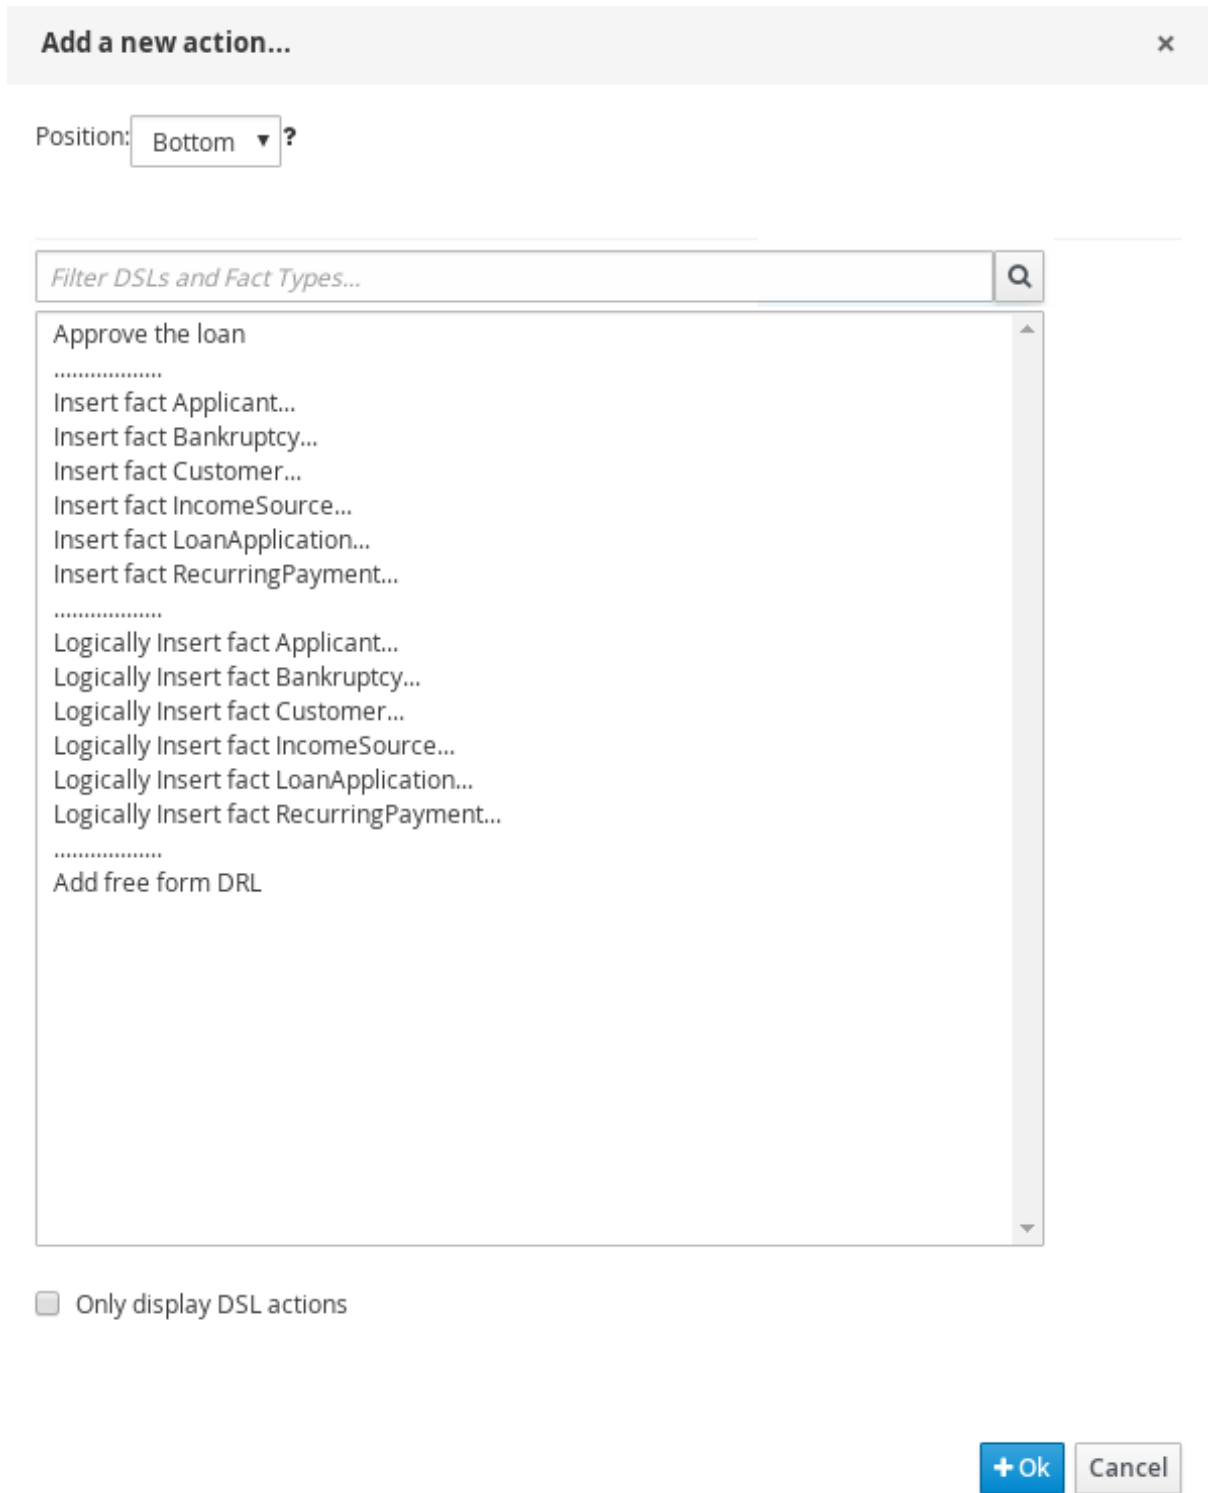 Add a new action...
Position: Bottom ?
Filter DSLs and Fact Types...
Approve the loan
..................
Insert fact Applicant...
Insert fact Bankruptcy...
Insert fact Customer...
Insert fact IncomeSource...
Insert fact LoanApplication...
Insert fact RecurringPayment...
..................
Logically Insert fact Applicant...
Logically Insert fact Bankruptcy...
Logically Insert fact Customer...
Logically Insert fact IncomeSource...
Logically Insert fact LoanApplication...
Logically Insert fact RecurringPayment...
..................
Add free form DRL
Only display DSL actions
+ Ok Cancel